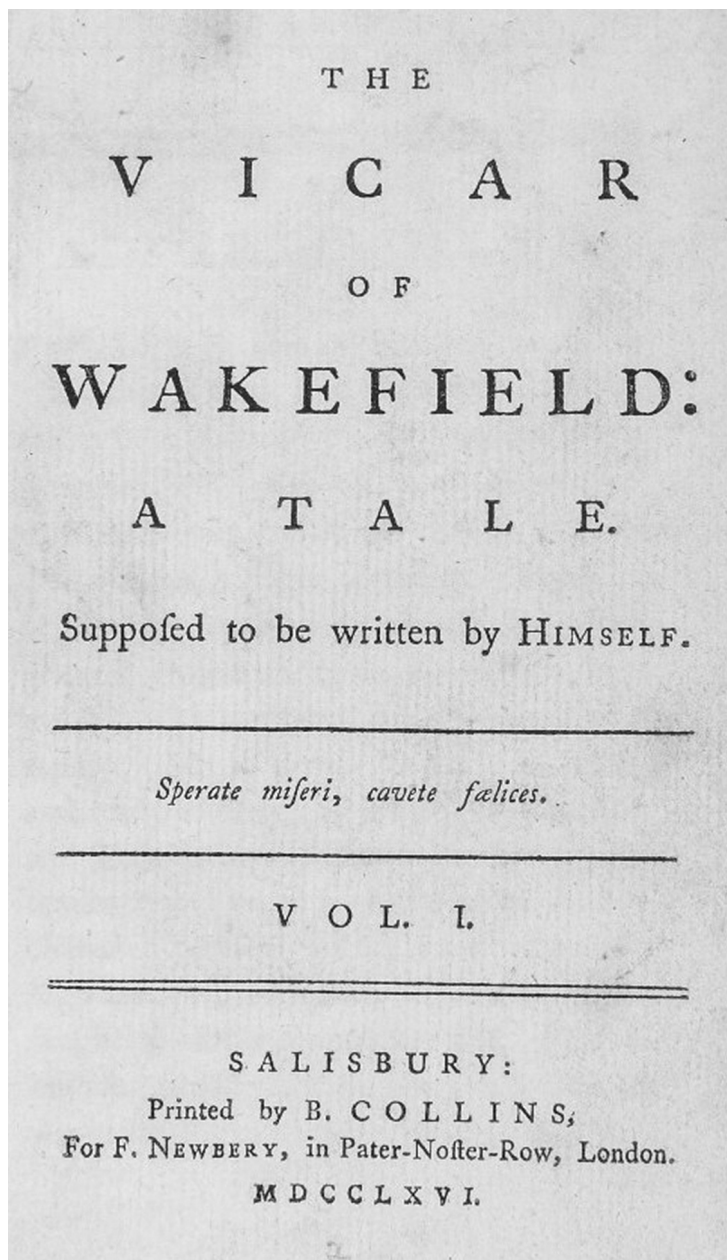 THE
VICAR
OF
WAKEFIELD:
A TALE.
Suppoſed to be written by HIMSELF.
Sperate miſeri, cavete fælices.
VOL. I.
SALISBURY:
Printed by B. COLLINS,
For F. NEWBERY, in Pater-Noſter-Row, London.
MDCCLXVI.